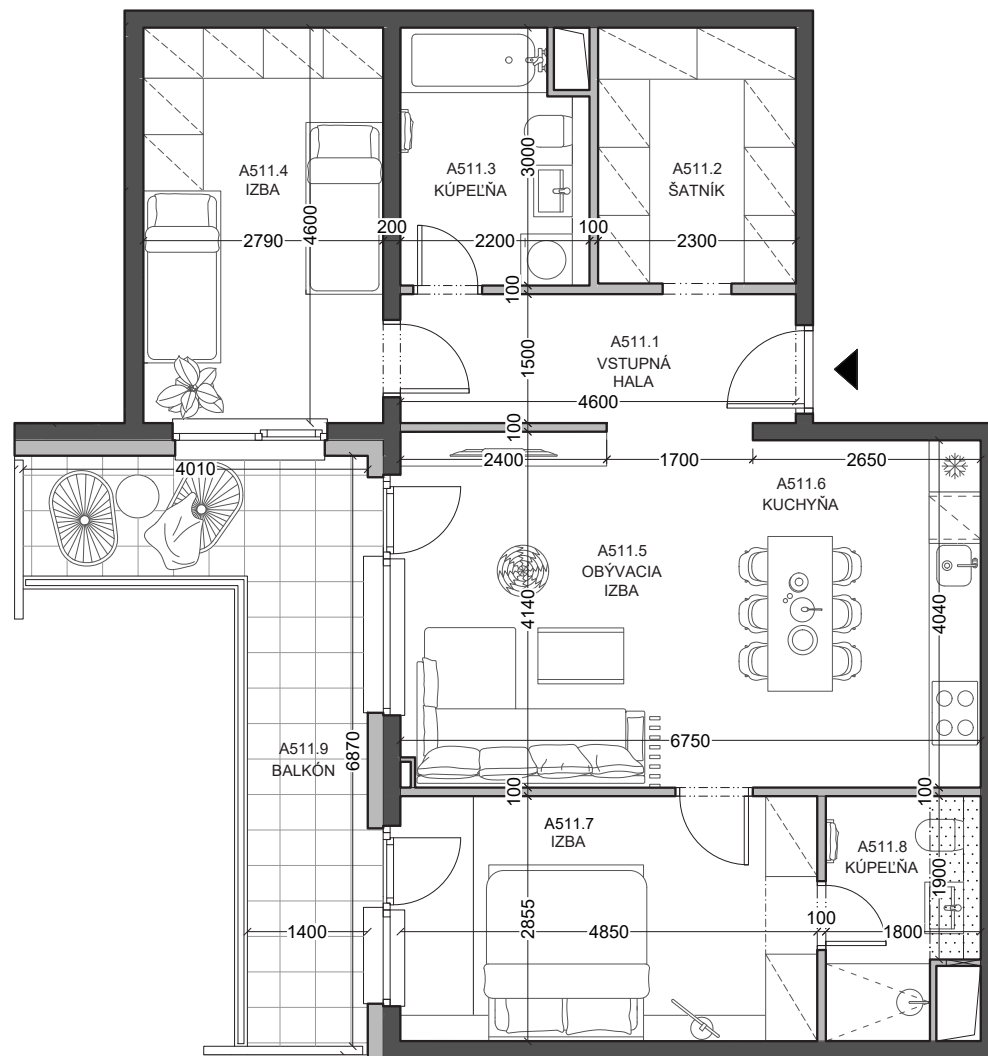 A511.4
IZBA
A511.3
KÚPEĽŇA
A511.2
ŠATNÍK
4600
3000
2790
200
2200
100
2300
100
A511.1
VSTUPNÁ
HALA
1500
4600
100
4010
2400
1700
2650
A511.6
KUCHYŇA
A511.5
OBÝVACIA
IZBA
4140
4040
6750
A511.9
BALKÓN
6870
100
100
A511.7
IZBA
A511.8
KÚPEĽŇA
1900
1400
2855
4850
100
1800